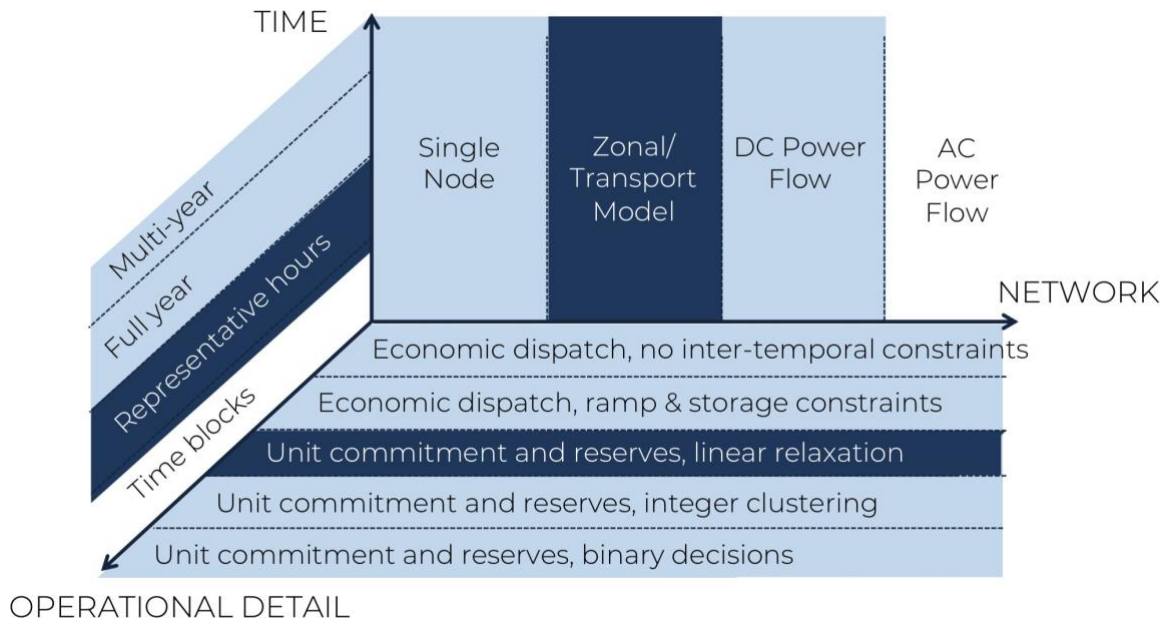 TIME
Single
Node
Zonal/
Transport
Model
DC Power
Flow
AC
Power
Flow
Multi-year
Full year
Representative hours
Time blocks
NETWORK
Economic dispatch, no inter-temporal constraints
Economic dispatch, ramp & storage constraints
Unit commitment and reserves, linear relaxation
Unit commitment and reserves, integer clustering
Unit commitment and reserves, binary decisions
OPERATIONAL DETAIL